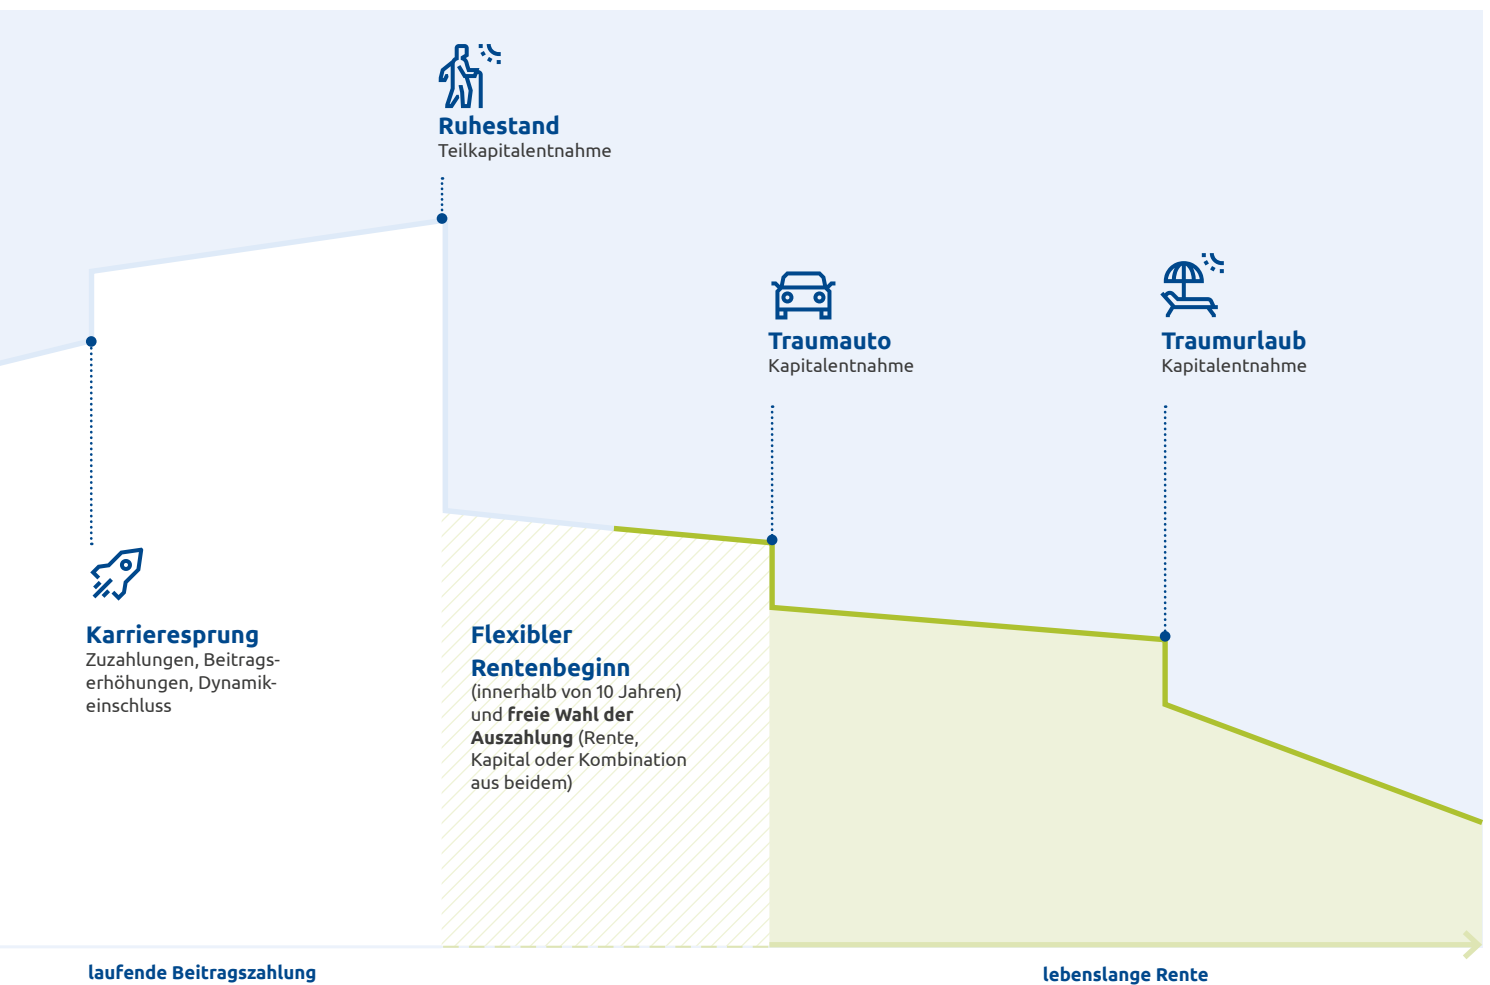 Ruhestand
Teilkapitalentnahme
Traumauto
Kapitalentnahme
Traumurlaub
Kapitalentnahme
Karrieresprung
Zuzahlungen, Beitrags-
erhöhungen, Dynamik-
einschluss
Flexibler
Rentenbeginn
(innerhalb von 10 Jahren)
und freie Wahl der
Auszahlung (Rente,
Kapital oder Kombination
aus beidem)
laufende Beitragszahlung
lebenslange Rente